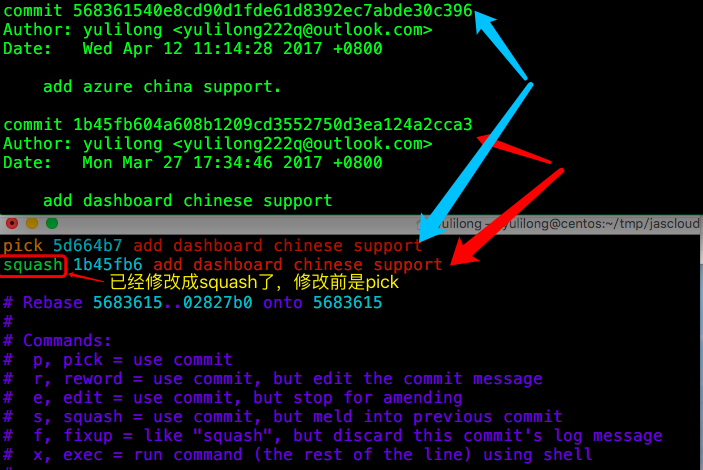 commit 568361540e8cd90d1fde61d8392ec7abde30c396
Author: yulilong <yulilong222q@outlook.com>
Date:   Wed Apr 12 11:14:28 2017 +0800
    add azure china support.
commit 1b45fb604a608b1209cd3552750d3ea124a2cca3
Author: yulilong <yulilong222q@outlook.com>
Date:   Mon Mar 27 17:34:46 2017 +0800
    add dashboard chinese support
yulilong — yulilong@centos:~/tmp/jascloud
pick 5d664b7 add dashboard chinese support
squash 1b45fb6 add dashboard chinese support
已经修改成squash了，修改前是pick
# Rebase 5683615..02827b0 onto 5683615
#
# Commands:
#  p, pick = use commit
#  r, reword = use commit, but edit the commit message
#  e, edit = use commit, but stop for amending
#  s, squash = use commit, but meld into previous commit
#  f, fixup = like "squash", but discard this commit's log message
#  x, exec = run command (the rest of the line) using shell
#